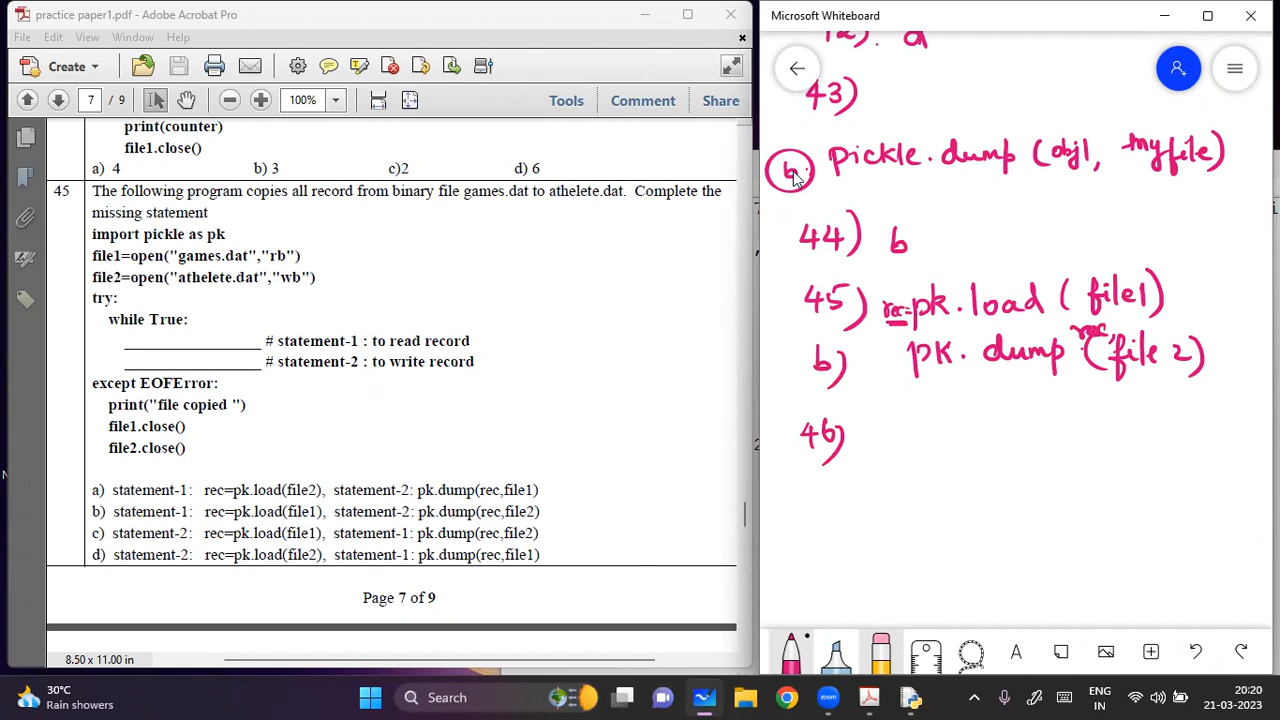 practice paper1.pdf - Adobe Acrobat Pro
File Edit View Window Help
Create
7 / 9
100%
Tools Comment Share
print(counter)
file1.close()
a) 4 b) 3 c)2 d) 6
45 The following program copies all record from binary file games.dat to athelete.dat. Complete the
missing statement
import pickle as pk
file1=open("games.dat","rb")
file2=open("athelete.dat","wb")
try:
while True:
_________________ # statement-1 : to read record
_________________ # statement-2 : to write record
except EOFError:
print("file copied ")
file1.close()
file2.close()
a) statement-1: rec=pk.load(file2), statement-2: pk.dump(rec,file1)
b) statement-1: rec=pk.load(file1), statement-2: pk.dump(rec,file2)
c) statement-2: rec=pk.load(file1), statement-1: pk.dump(rec,file2)
d) statement-2: rec=pk.load(file2), statement-1: pk.dump(rec,file1)
Page 7 of 9
8.50 x 11.00 in
Microsoft Whiteboard
43)
b. pickle.dump (obj1, myfile)
44) b
45) rec=pk.load (file1)
b) pk. dump (rec, file 2)
46)
30°C
Rain showers
Search
zoom
ENG
IN
20:20
21-03-2023